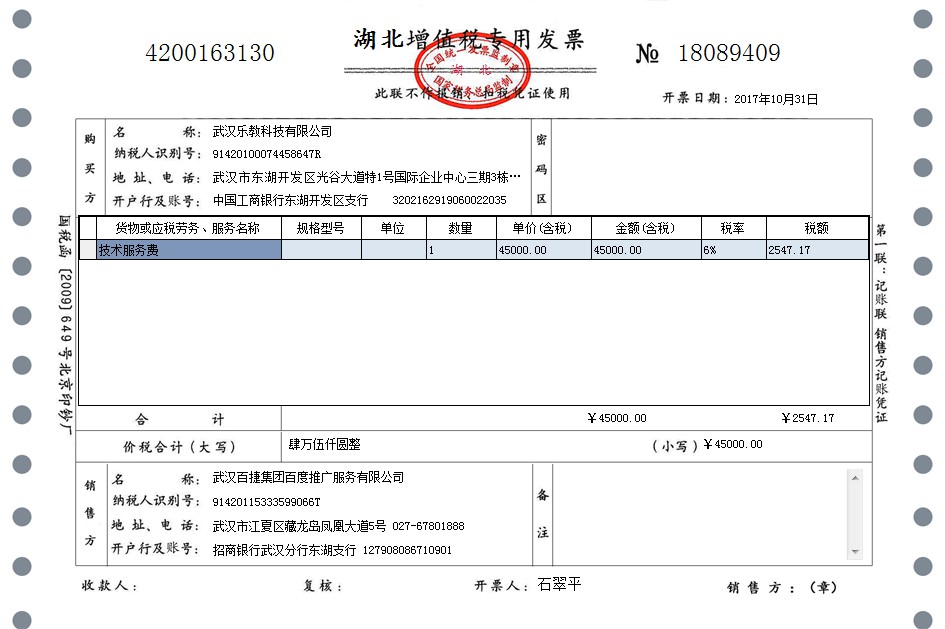 4200163130
湖北增值税专用发票
№ 18089409
全国统一发票监制章
湖 北
国家税务总局监制
此联不作报销、扣税凭证使用
开票日期: 2017年10月31日
购买方
名 称: 武汉乐教科技有限公司
纳税人识别号: 91420100074458647R
地 址、电 话: 武汉市东湖开发区光谷大道特1号国际企业中心三期3栋…
开户行及账号: 中国工商银行东湖开发区支行 3202162919060022035
密码区
货物或应税劳务、服务名称 规格型号 单位 数量 单价(含税) 金额(含税) 税率 税额
技术服务费 1 45000.00 45000.00 6% 2547.17
合 计 ￥45000.00 ￥2547.17
价税合计(大写) 肆万伍仟圆整 (小写) ￥45000.00
销售方
名 称: 武汉百捷集团百度推广服务有限公司
纳税人识别号: 91420115333599066T
地 址、电 话: 武汉市江夏区藏龙岛凤凰大道5号 027-67801888
开户行及账号: 招商银行武汉分行东湖支行 127908086710901
备注
收款人: 复核: 开票人: 石翠平 销售方: (章)
国税函[2009]649号北京印钞厂
第一联:记账联 销售方记账凭证